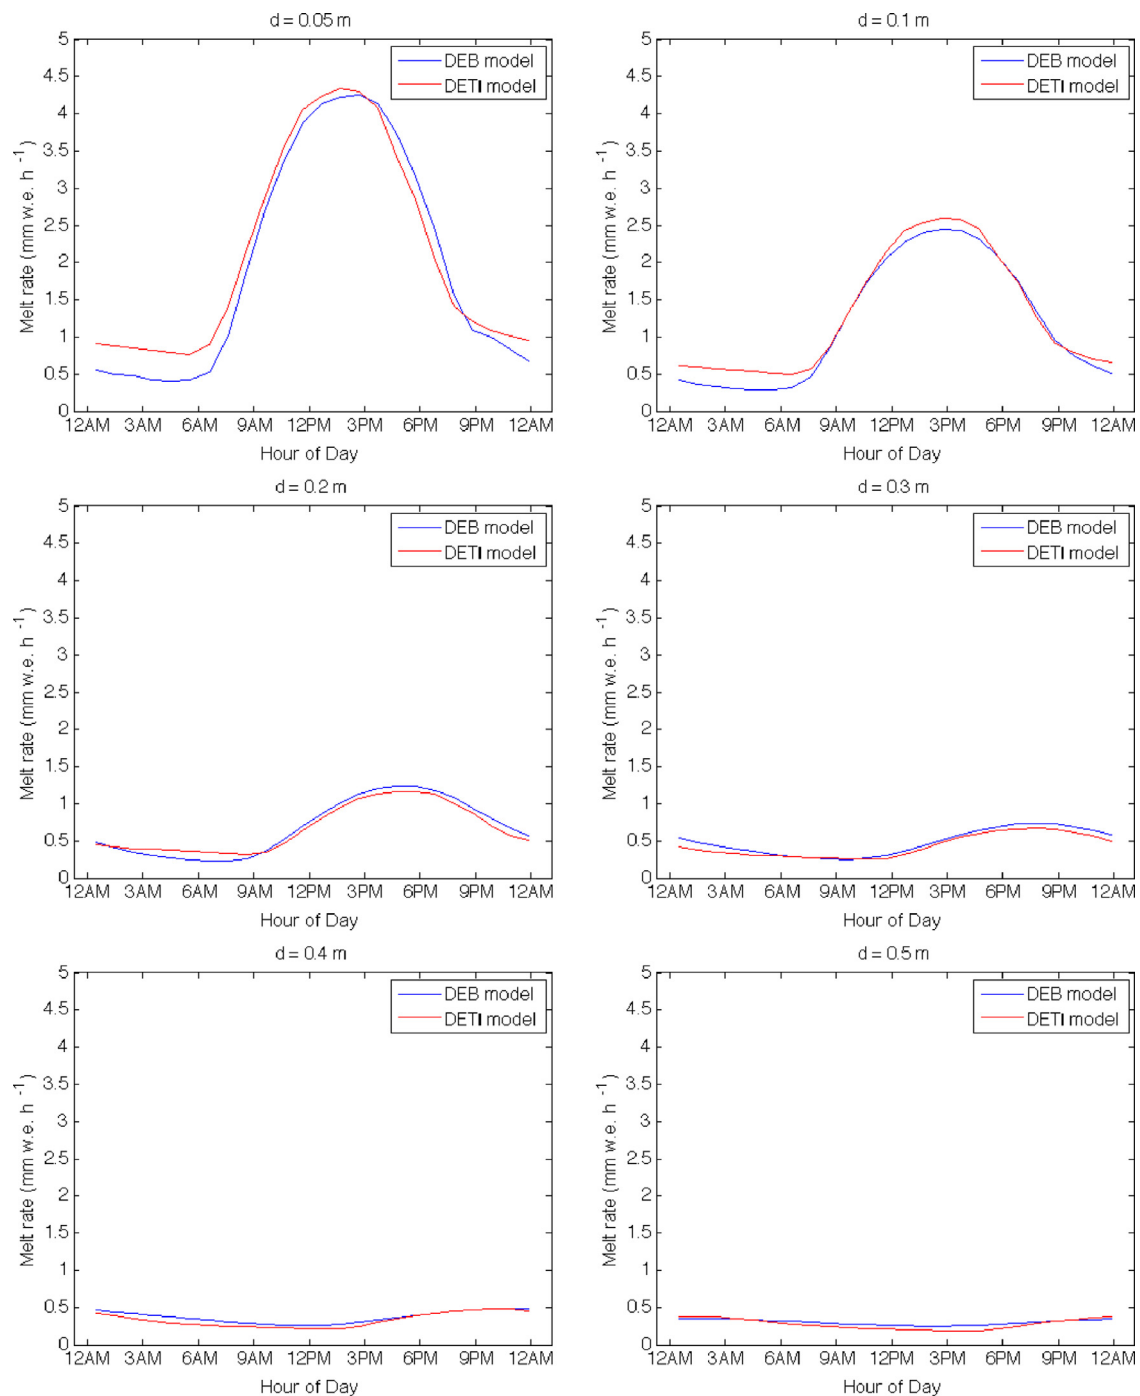 d = 0.05 m
5
4.5
4
3.5
3
2.5
2
1.5
1
0.5
0
Melt rate (mm w.e. h -1)
DEB model
DETI model
12AM 3AM 6AM 9AM 12PM 3PM 6PM 9PM 12AM
Hour of Day
d = 0.1 m
5
4.5
4
3.5
3
2.5
2
1.5
1
0.5
0
Melt rate (mm w.e. h -1)
DEB model
DETI model
12AM 3AM 6AM 9AM 12PM 3PM 6PM 9PM 12AM
Hour of Day
d = 0.2 m
5
4.5
4
3.5
3
2.5
2
1.5
1
0.5
0
Melt rate (mm w.e. h -1)
DEB model
DETI model
12AM 3AM 6AM 9AM 12PM 3PM 6PM 9PM 12AM
Hour of Day
d = 0.3 m
5
4.5
4
3.5
3
2.5
2
1.5
1
0.5
0
Melt rate (mm w.e. h -1)
DEB model
DETI model
12AM 3AM 6AM 9AM 12PM 3PM 6PM 9PM 12AM
Hour of Day
d = 0.4 m
5
4.5
4
3.5
3
2.5
2
1.5
1
0.5
0
Melt rate (mm w.e. h -1)
DEB model
DETI model
12AM 3AM 6AM 9AM 12PM 3PM 6PM 9PM 12AM
Hour of Day
d = 0.5 m
5
4.5
4
3.5
3
2.5
2
1.5
1
0.5
0
Melt rate (mm w.e. h -1)
DEB model
DETI model
12AM 3AM 6AM 9AM 12PM 3PM 6PM 9PM 12AM
Hour of Day